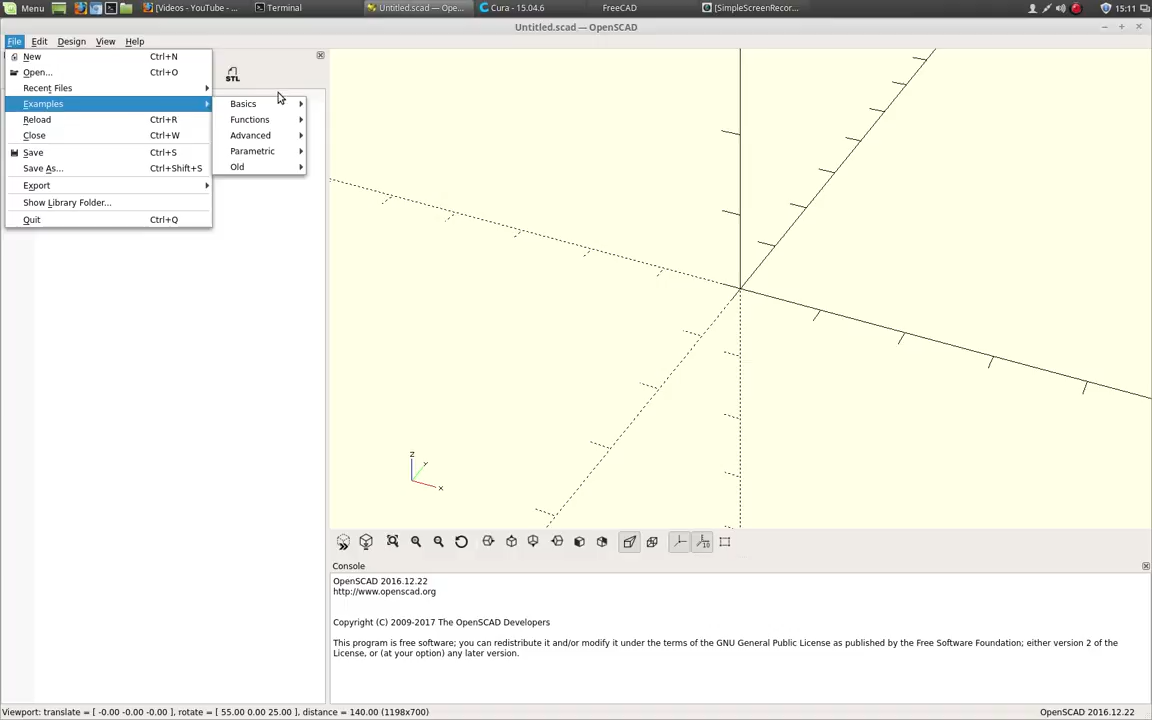 Menu
[Videos - YouTube - ...
Terminal
Untitled.scad — Ope...
Cura - 15.04.6
FreeCAD
[SimpleScreenRecor...
15:11
Untitled.scad — OpenSCAD
File Edit Design View Help
New Ctrl+N
Open... Ctrl+O
Recent Files
Examples
Reload Ctrl+R
Close Ctrl+W
Save Ctrl+S
Save As... Ctrl+Shift+S
Export
Show Library Folder...
Quit Ctrl+Q
STL
Basics
Functions
Advanced
Parametric
Old
Z
Y
X
10
Console
OpenSCAD 2016.12.22
http://www.openscad.org
Copyright (C) 2009-2017 The OpenSCAD Developers
This program is free software; you can redistribute it and/or modify it under the terms of the GNU General Public License as published by the Free Software Foundation; either version 2 of the
License, or (at your option) any later version.
Viewport: translate = [ -0.00 -0.00 -0.00 ], rotate = [ 55.00 0.00 25.00 ], distance = 140.00 (1198x700)
OpenSCAD 2016.12.22